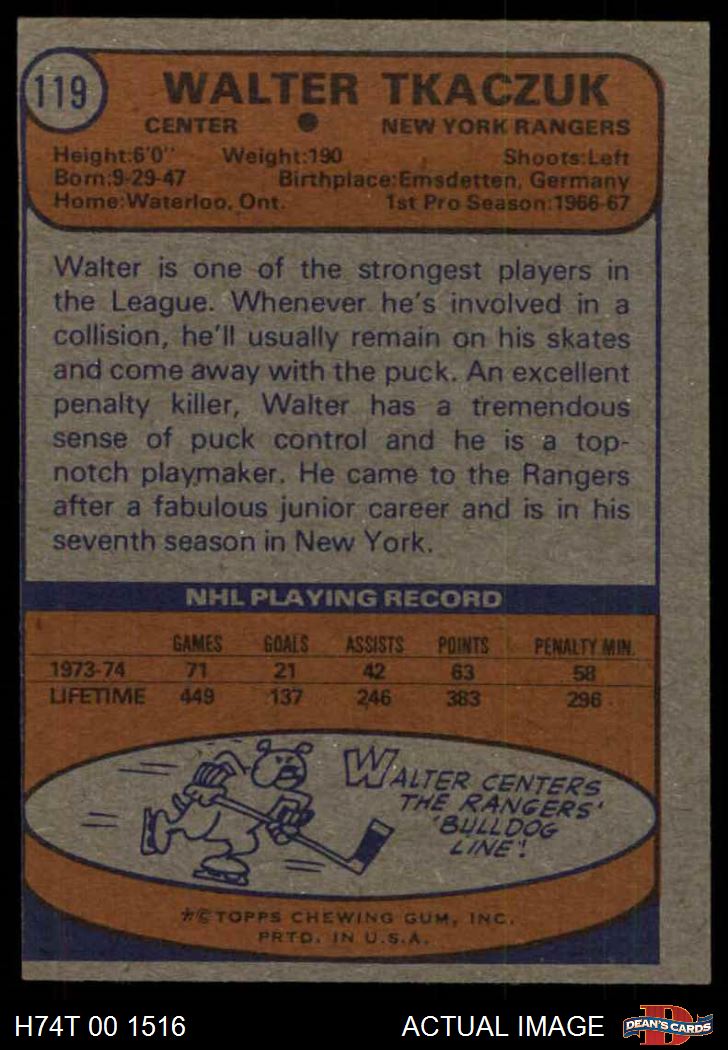 119
WALTER TKACZUK
CENTER • NEW YORK RANGERS
Height:6'0" Weight:190 Shoots:Left
Born:9-29-47 Birthplace:Emsdetten, Germany
Home:Waterloo, Ont. 1st Pro Season:1966-67
Walter is one of the strongest players in
the League. Whenever he's involved in a
collision, he'll usually remain on his skates
and come away with the puck. An excellent
penalty killer, Walter has a tremendous
sense of puck control and he is a top-
notch playmaker. He came to the Rangers
after a fabulous junior career and is in his
seventh season in New York.
NHL PLAYING RECORD
GAMES GOALS ASSISTS POINTS PENALTY MIN.
1973-74 71 21 42 63 58
LIFETIME 449 137 246 383 296
WALTER CENTERS
THE RANGERS'
'BULLDOG
LINE'!
*©TOPPS CHEWING GUM, INC.
PRTD. IN U.S.A.
H74T 00 1516 ACTUAL IMAGE
D
DEAN'S CARDS